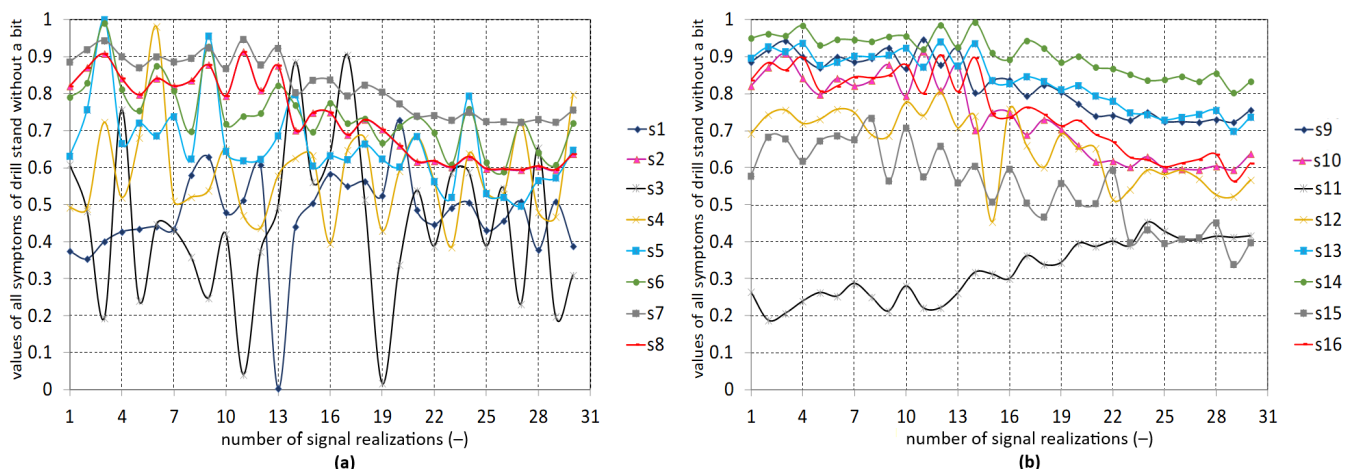 values of all symptoms of drill stand without a bit
1
0.9
0.8
0.7
0.6
0.5
0.4
0.3
0.2
0.1
0
1 4 7 10 13 16 19 22 25 28 31
number of signal realizations (–)
s1
s2
s3
s4
s5
s6
s7
s8
(a)
values of all symptoms of drill stand without a bit
1
0.9
0.8
0.7
0.6
0.5
0.4
0.3
0.2
0.1
0
1 4 7 10 13 16 19 22 25 28 31
number of signal realizations (–)
s9
s10
s11
s12
s13
s14
s15
s16
(b)